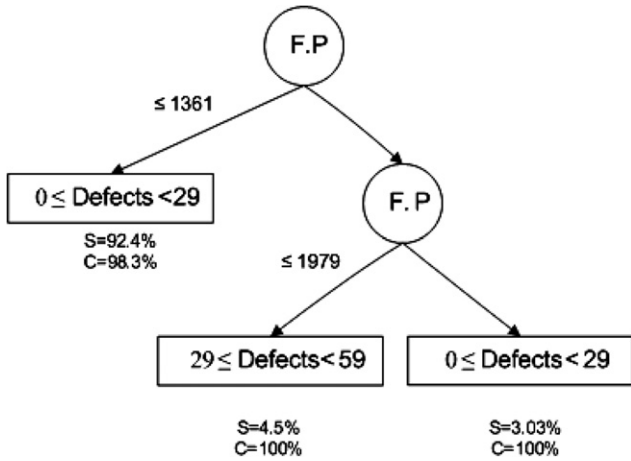 F.P
≤ 1361
0 ≤ Defects <29
S=92.4%
C=98.3%
F. P
≤ 1979
29 ≤ Defects< 59
0 ≤ Defects < 29
S=4.5%
C=100%
S=3.03%
C=100%